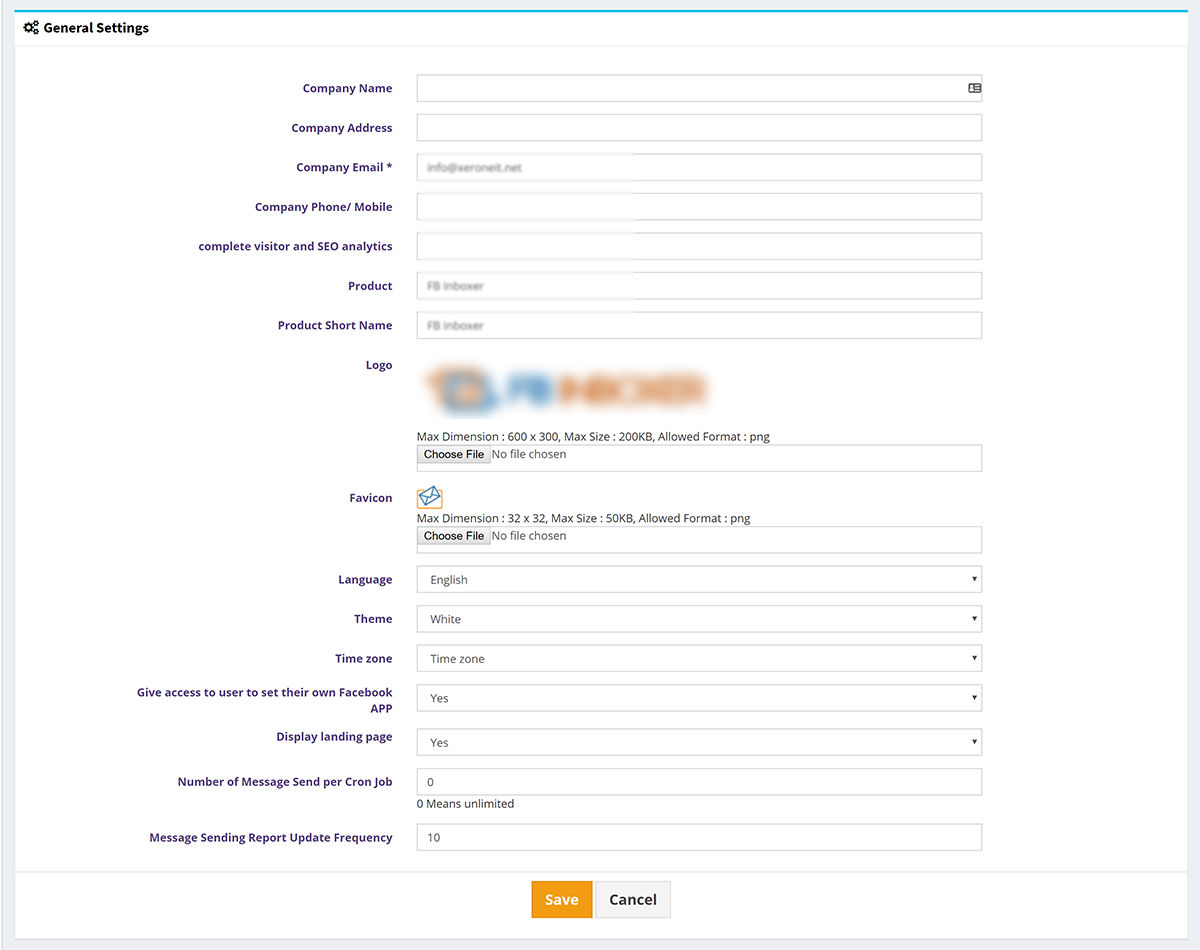 General Settings
Company Name
Company Address
Company Email * info@xeroneit.net
Company Phone/ Mobile
complete visitor and SEO analytics
Product FB Inboxer
Product Short Name FB Inboxer
Logo FB INBOXER
Max Dimension : 600 x 300, Max Size : 200KB, Allowed Format : png
Choose File No file chosen
Favicon
Max Dimension : 32 x 32, Max Size : 50KB, Allowed Format : png
Choose File No file chosen
Language English
Theme White
Time zone Time zone
Give access to user to set their own Facebook
APP Yes
Display landing page Yes
Number of Message Send per Cron Job 0
0 Means unlimited
Message Sending Report Update Frequency 10
Save Cancel